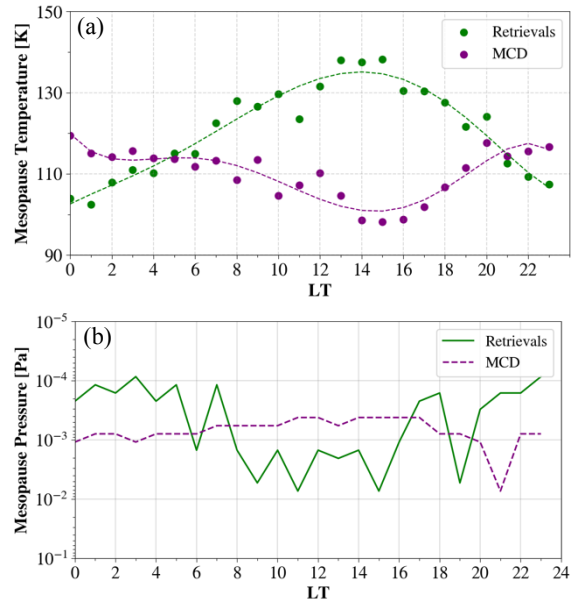 (a)
Retrievals
MCD
Mesopause Temperature [K]
150
130
110
90
0 2 4 6 8 10 12 14 16 18 20 22
LT
(b)
Retrievals
MCD
Mesopause Pressure [Pa]
10⁻⁵
10⁻⁴
10⁻³
10⁻²
10⁻¹
0 2 4 6 8 10 12 14 16 18 20 22 24
LT